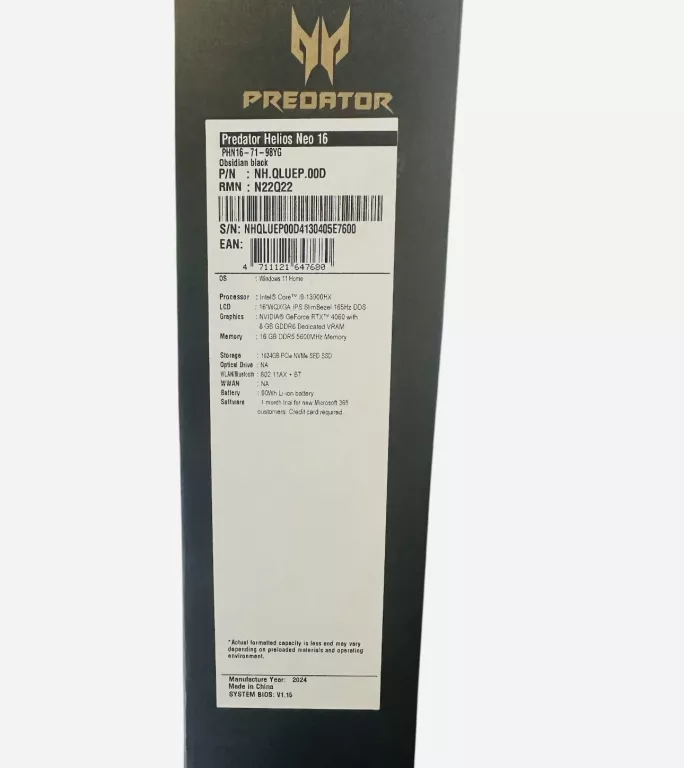 PREDATOR
Predator Helios Neo 16
PHN16-71-98YG
Obsidian black
P/N : NH.QLUEP.00D
RMN : N22Q22
S/N: NHQLUEP00D4130405E7600
EAN:
4 711121 647680
OS : Windows 11 Home
Processor : Intel® Core™ i9-13900HX
LCD : 16"WQXGA IPS SlimBezel 165Hz DDS
Graphics : NVIDIA® GeForce RTX™ 4060 with
8 GB GDDR6 Dedicated VRAM
Memory : 16 GB DDR5 5600MHz Memory
Storage : 1024GB PCIe NVMe SED SSD
Optical Drive : NA
WLAN/Bluetooth : 802.11AX + BT
WWAN : NA
Battery : 90Wh Li-ion battery
Software : 1 month trial for new Microsoft 365
customers. Credit card required.
*Actual formatted capacity is less and may vary
depending on preloaded materials and operating
environment.
Manufacture Year: 2024
Made in China
SYSTEM BIOS: V1.15